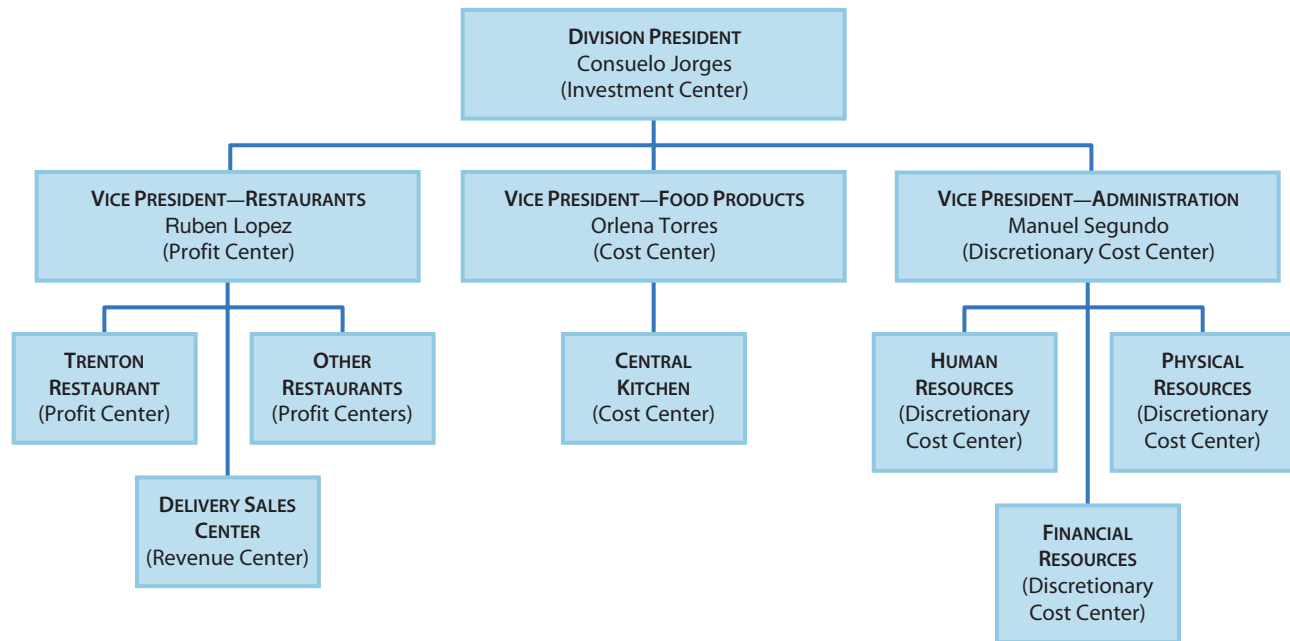 DIVISION PRESIDENT
Consuelo Jorges
(Investment Center)
VICE PRESIDENT—RESTAURANTS
Ruben Lopez
(Profit Center)
VICE PRESIDENT—FOOD PRODUCTS
Orlena Torres
(Cost Center)
VICE PRESIDENT—ADMINISTRATION
Manuel Segundo
(Discretionary Cost Center)
TRENTON
RESTAURANT
(Profit Center)
OTHER
RESTAURANTS
(Profit Centers)
CENTRAL
KITCHEN
(Cost Center)
HUMAN
RESOURCES
(Discretionary
Cost Center)
PHYSICAL
RESOURCES
(Discretionary
Cost Center)
DELIVERY SALES
CENTER
(Revenue Center)
FINANCIAL
RESOURCES
(Discretionary
Cost Center)